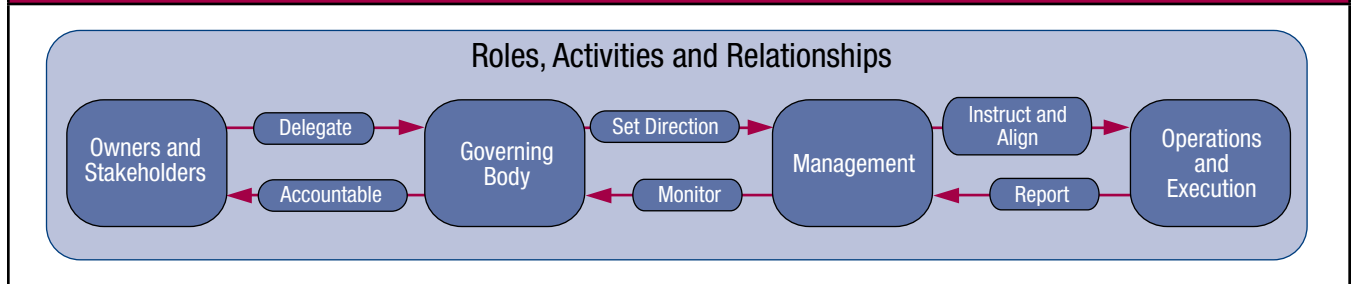 Roles, Activities and Relationships
Owners and
Stakeholders
Delegate
Accountable
Governing
Body
Set Direction
Monitor
Management
Instruct and
Align
Report
Operations
and
Execution